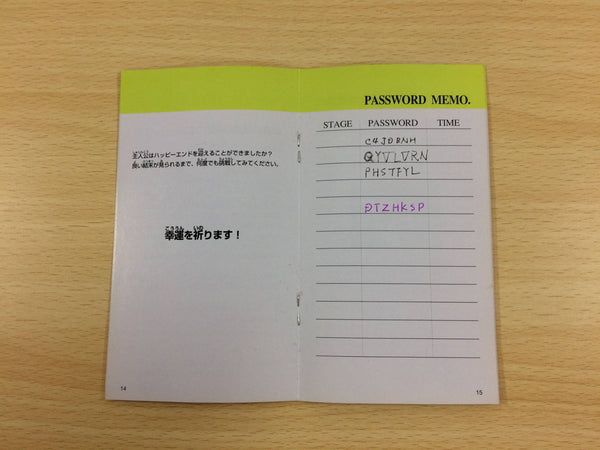 主人公はハッピーエンドを迎えることができましたか?
良い結末が見られるまで、何度でも挑戦してみてください。
幸運を祈ります!
14
PASSWORD MEMO.
STAGE PASSWORD TIME
C4JDBNH
QYVLVRN
PHSTFYL
DTZHKSP
15